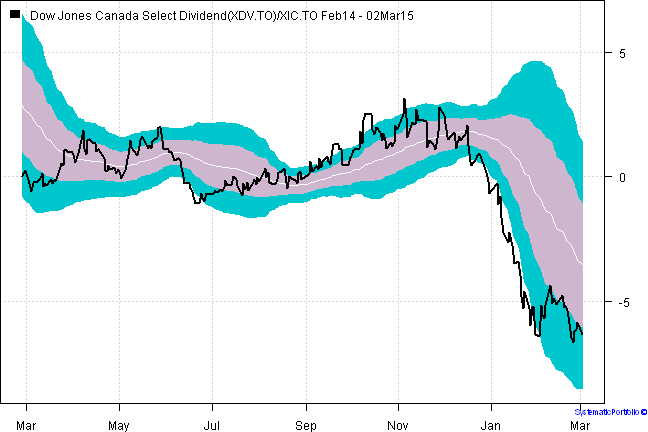 Dow Jones Canada Select Dividend(XDV.TO)/XIC.TO Feb14 - 02Mar15
5
0
-5
Mar May Jul Sep Nov Jan Mar
SystematicPortfolio ©